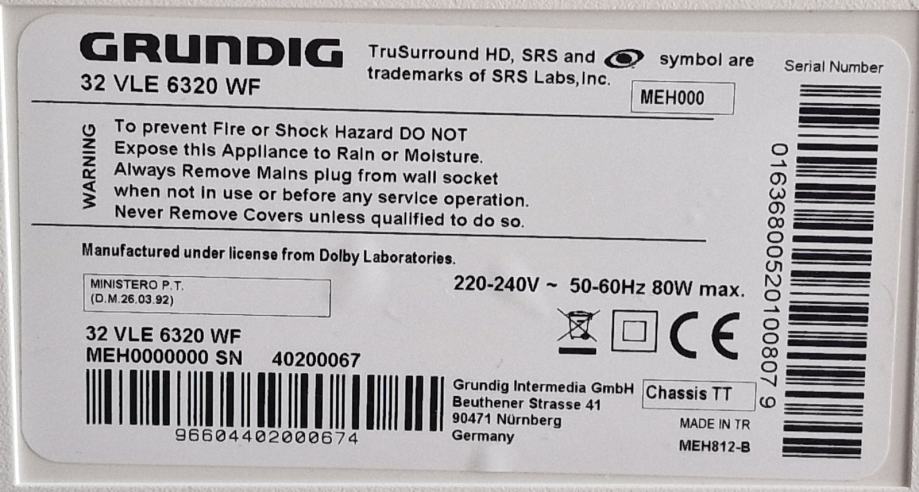 GRUNDIG
32 VLE 6320 WF
TruSurround HD, SRS and symbol are
trademarks of SRS Labs, Inc.
MEH000
Serial Number
WARNING
To prevent Fire or Shock Hazard DO NOT
Expose this Appliance to Rain or Moisture.
Always Remove Mains plug from wall socket
when not in use or before any service operation.
Never Remove Covers unless qualified to do so.
Manufactured under license from Dolby Laboratories.
MINISTERO P.T.
(D.M.26.03.92)
220-240V ~ 50-60Hz 80W max.
32 VLE 6320 WF
MEH0000000 SN 40200067
96604402000674
CE
Grundig Intermedia GmbH
Beuthener Strasse 41
90471 Nürnberg
Germany
Chassis TT
MADE IN TR
MEH812-B
01636800520100807 9